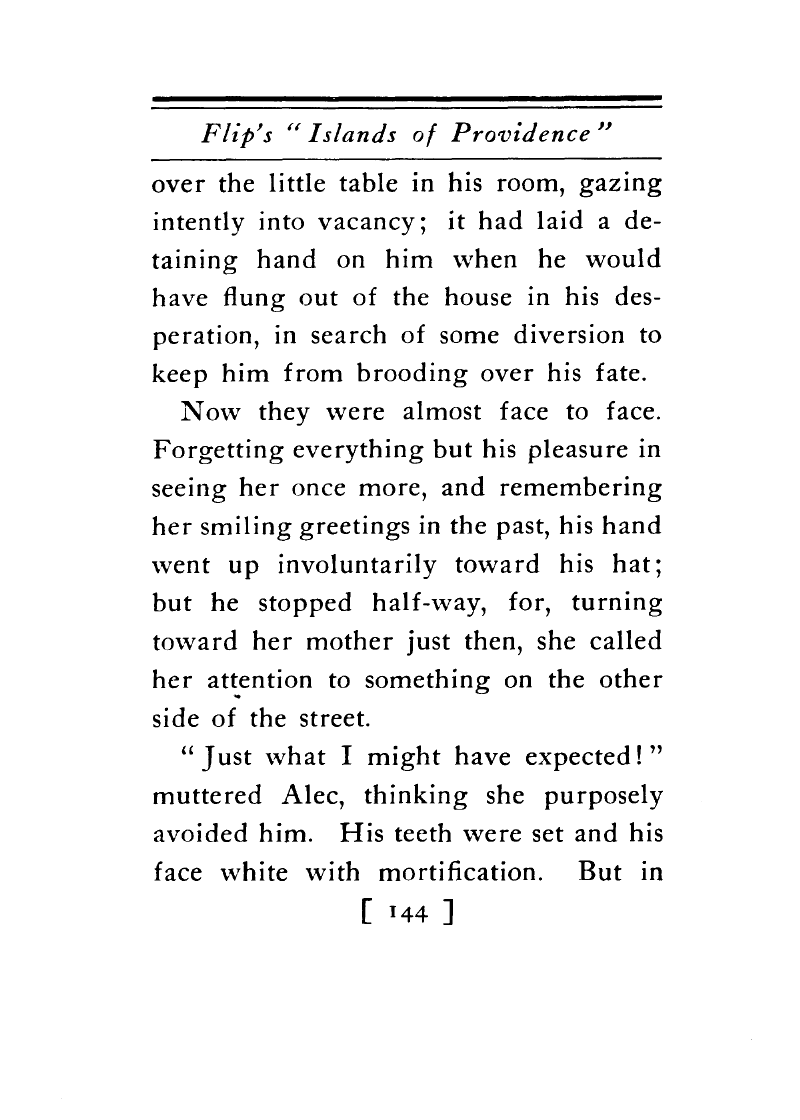 Flip's "Islands of Providence"
over the little table in his room, gazing
intently into vacancy; it had laid a de-
taining hand on him when he would
have flung out of the house in his des-
peration, in search of some diversion to
keep him from brooding over his fate.
Now they were almost face to face.
Forgetting everything but his pleasure in
seeing her once more, and remembering
her smiling greetings in the past, his hand
went up involuntarily toward his hat;
but he stopped half-way, for, turning
toward her mother just then, she called
her attention to something on the other
side of the street.
"Just what I might have expected!"
muttered Alec, thinking she purposely
avoided him. His teeth were set and his
face white with mortification. But in
[ 144 ]